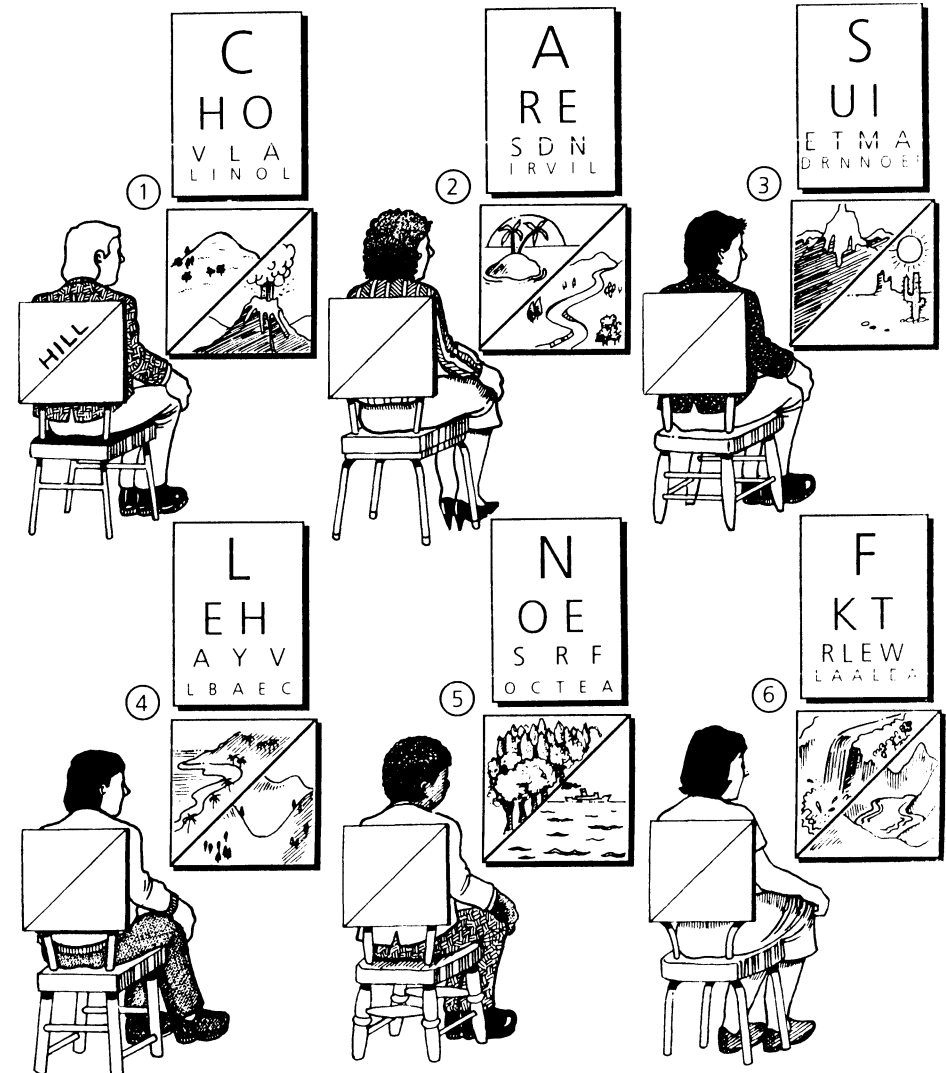 C
HO
VLA
LINOL
1
HILL
A
RE
SDN
IRVIL
2
S
UI
ETMA
DRNNOET
3
L
EH
AYV
LBAEC
4
N
OE
SRF
OCTEA
5
F
KT
RLEW
LAALEA
6